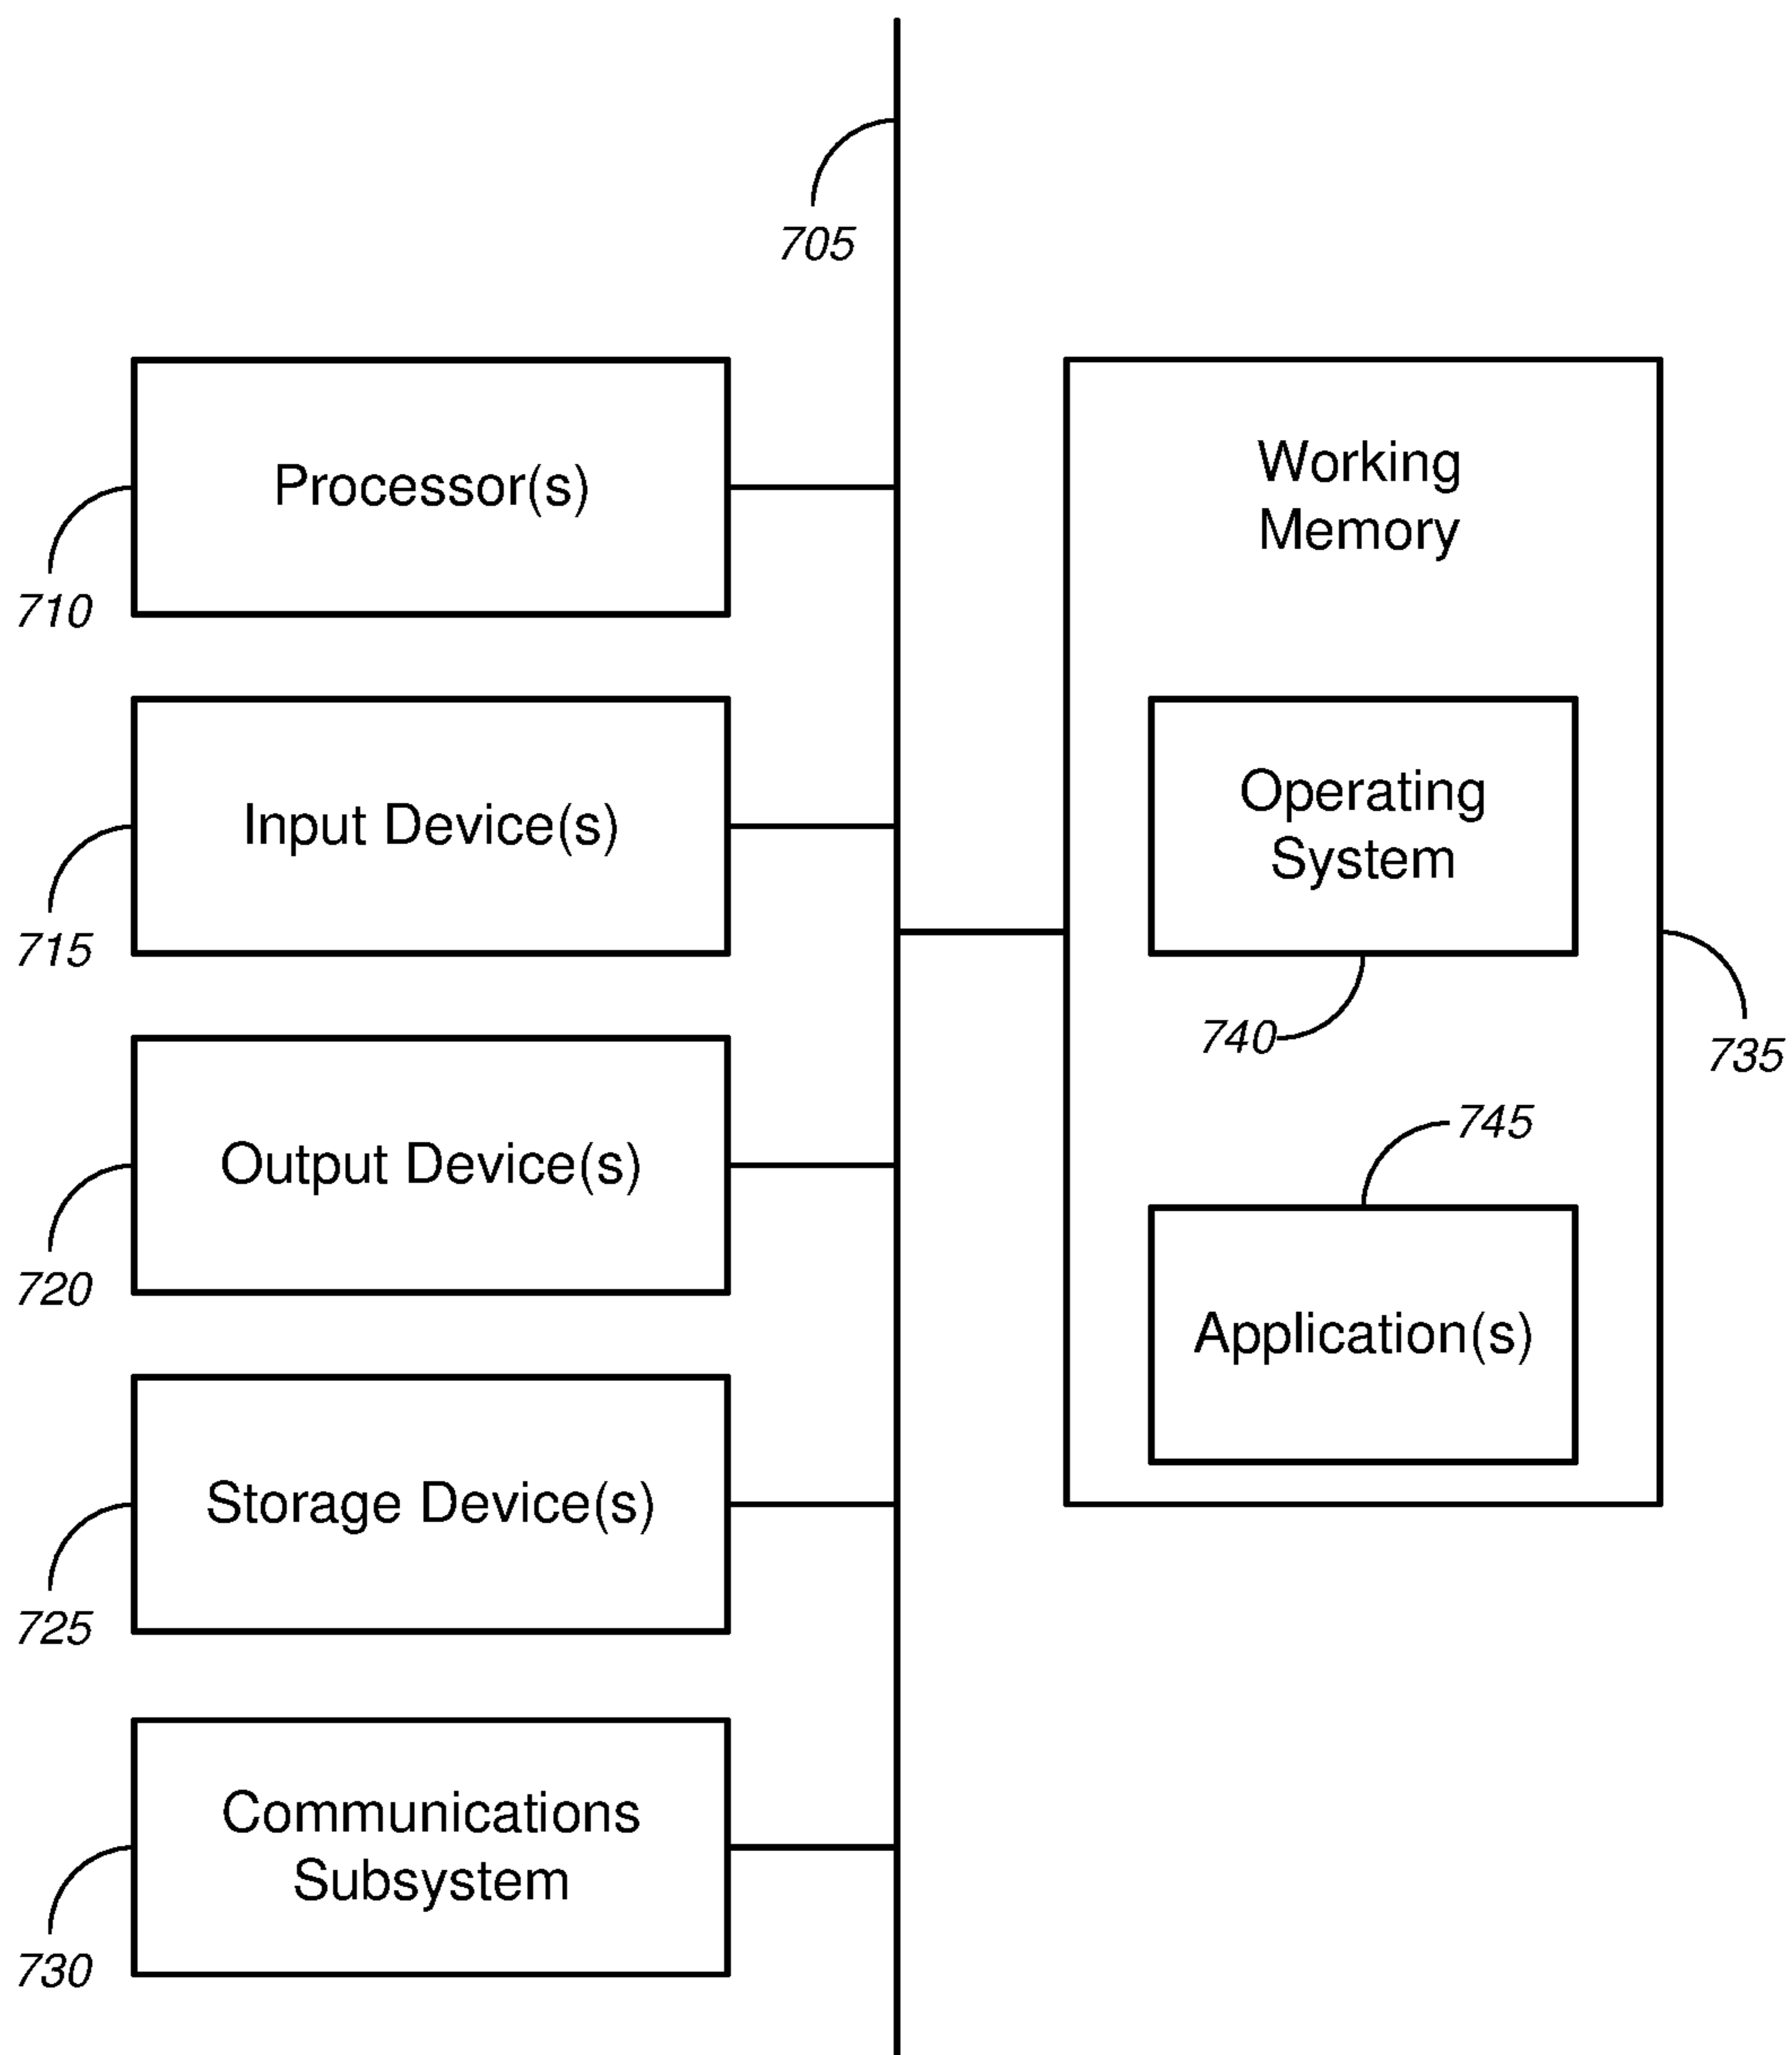 705
Processor(s)
710
Input Device(s)
715
Output Device(s)
720
Storage Device(s)
725
Communications
Subsystem
730
Working
Memory
Operating
System
740
735
745
Application(s)